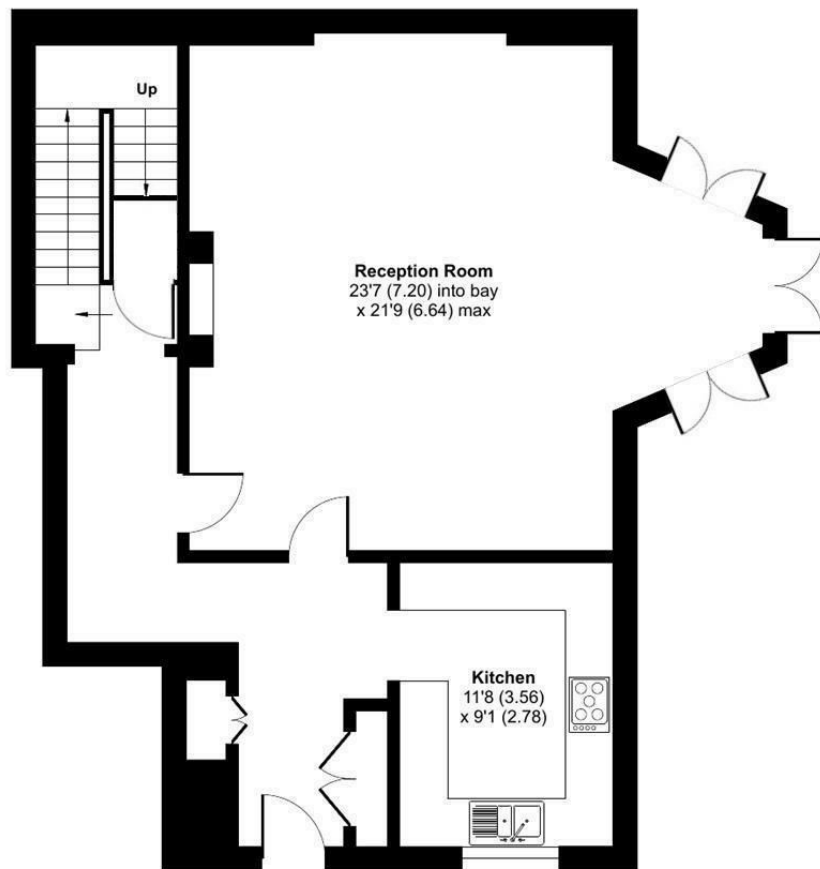 Up
Reception Room
23'7 (7.20) into bay
x 21'9 (6.64) max
Kitchen
11'8 (3.56)
x 9'1 (2.78)